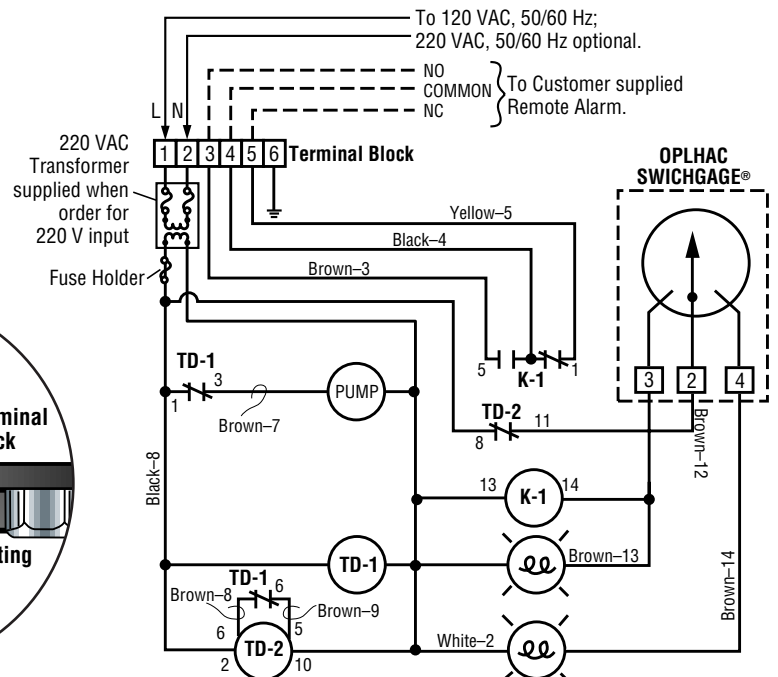 To 120 VAC, 50/60 Hz;
220 VAC, 50/60 Hz optional.
NO
COMMON
NC
To Customer supplied
Remote Alarm.
L N
220 VAC
Transformer
supplied when
order for
220 V input
1 2 3 4 5 6
Terminal Block
OPLHAC
SWICHGAGE®
Yellow–5
Black–4
Brown–3
Fuse Holder
5
K-1
1
3 2 4
TD-1
1
3
Brown–7
PUMP
TD-2
8
11
Brown–12
Black–8
13
K-1
14
TD-1
Brown–13
Brown–14
TD-1
6
Brown–8
Brown–9
6
5
TD-2
2
10
White–2